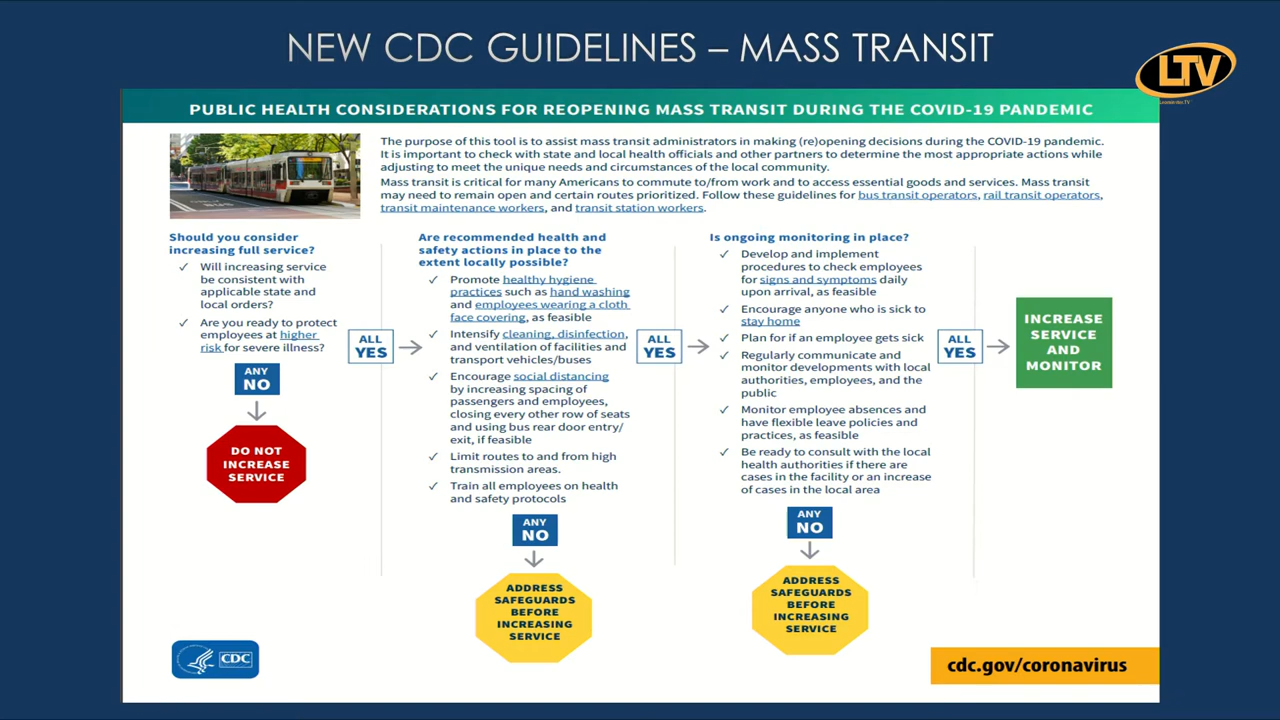 NEW CDC GUIDELINES – MASS TRANSIT
LTV
PUBLIC HEALTH CONSIDERATIONS FOR REOPENING MASS TRANSIT DURING THE COVID-19 PANDEMIC
The purpose of this tool is to assist mass transit administrators in making (re)opening decisions during the COVID-19 pandemic.
It is important to check with state and local health officials and other partners to determine the most appropriate actions while
adjusting to meet the unique needs and circumstances of the local community.
Mass transit is critical for many Americans to commute to/from work and to access essential goods and services. Mass transit
may need to remain open and certain routes prioritized. Follow these guidelines for bus transit operators, rail transit operators,
transit maintenance workers, and transit station workers.
Should you consider
increasing full service?
✓ Will increasing service
be consistent with
applicable state and
local orders?
✓ Are you ready to protect
employees at higher
risk for severe illness?
ANY
NO
DO NOT
INCREASE
SERVICE
ALL
YES
Are recommended health and
safety actions in place to the
extent locally possible?
✓ Promote healthy hygiene
practices such as hand washing
and employees wearing a cloth
face covering, as feasible
✓ Intensify cleaning, disinfection,
and ventilation of facilities and
transport vehicles/buses
✓ Encourage social distancing
by increasing spacing of
passengers and employees,
closing every other row of seats
and using bus rear door entry/
exit, if feasible
✓ Limit routes to and from high
transmission areas.
✓ Train all employees on health
and safety protocols
ANY
NO
ADDRESS
SAFEGUARDS
BEFORE
INCREASING
SERVICE
ALL
YES
Is ongoing monitoring in place?
✓ Develop and implement
procedures to check employees
for signs and symptoms daily
upon arrival, as feasible
✓ Encourage anyone who is sick to
stay home
✓ Plan for if an employee gets sick
✓ Regularly communicate and
monitor developments with local
authorities, employees, and the
public
✓ Monitor employee absences and
have flexible leave policies and
practices, as feasible
✓ Be ready to consult with the local
health authorities if there are
cases in the facility or an increase
of cases in the local area
ANY
NO
ADDRESS
SAFEGUARDS
BEFORE
INCREASING
SERVICE
ALL
YES
INCREASE
SERVICE
AND
MONITOR
CDC
cdc.gov/coronavirus